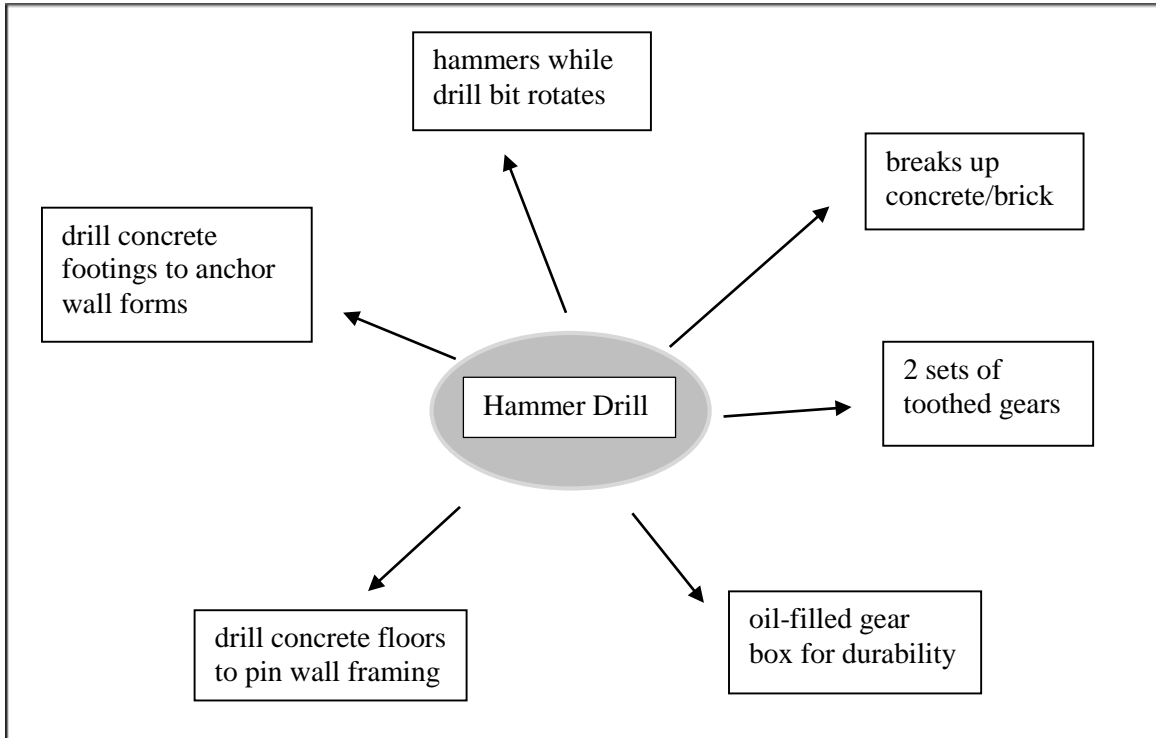 hammers while
drill bit rotates
breaks up
concrete/brick
drill concrete
footings to anchor
wall forms
2 sets of
toothed gears
Hammer Drill
drill concrete floors
to pin wall framing
oil-filled gear
box for durability